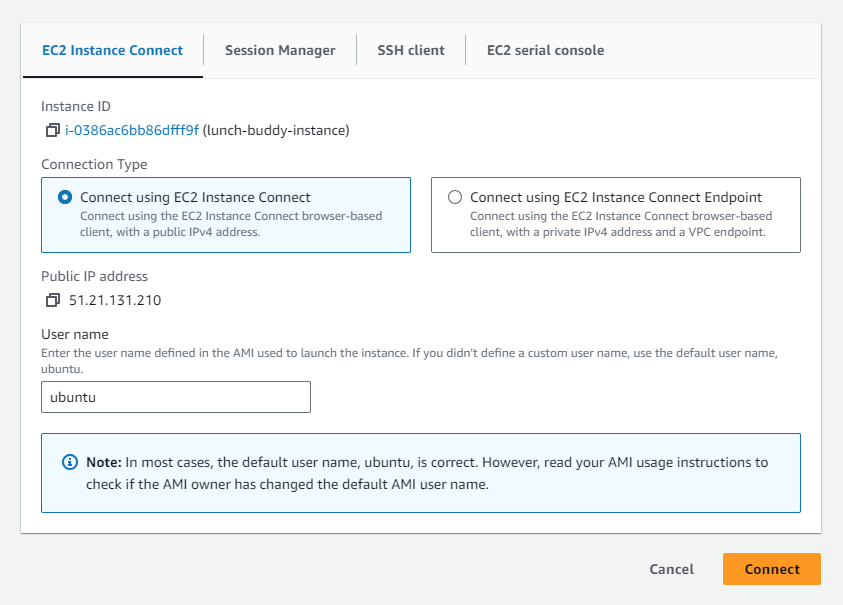 EC2 Instance Connect
Session Manager
SSH client
EC2 serial console
Instance ID
i-0386ac6bb86dfff9f (lunch-buddy-instance)
Connection Type
Connect using EC2 Instance Connect
Connect using the EC2 Instance Connect browser-based
client, with a public IPv4 address.
Connect using EC2 Instance Connect Endpoint
Connect using the EC2 Instance Connect browser-based
client, with a private IPv4 address and a VPC endpoint.
Public IP address
51.21.131.210
User name
Enter the user name defined in the AMI used to launch the instance. If you didn't define a custom user name, use the default user name,
ubuntu.
ubuntu
Note: In most cases, the default user name, ubuntu, is correct. However, read your AMI usage instructions to
check if the AMI owner has changed the default AMI user name.
Cancel
Connect